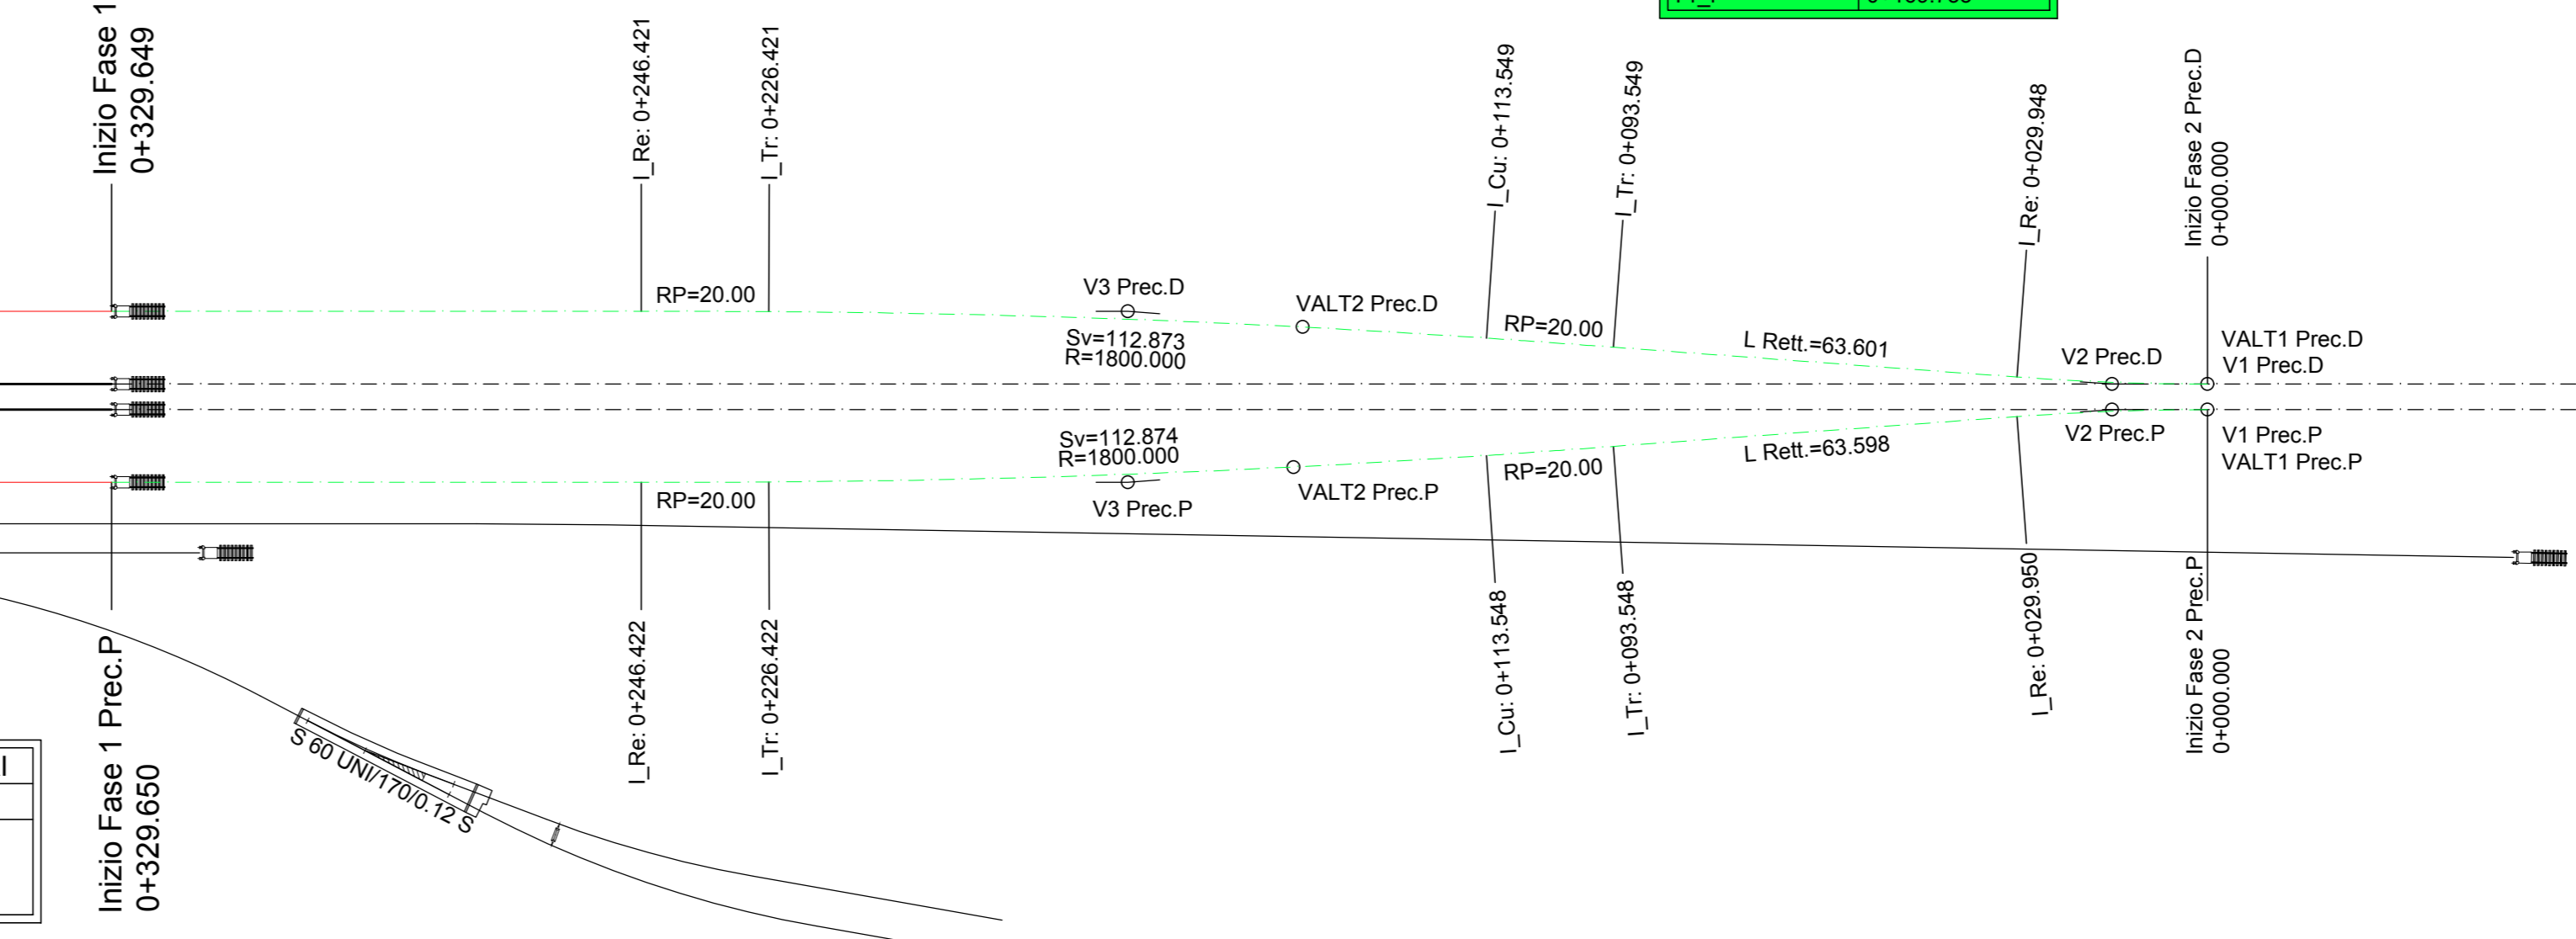 Inizio Fase 1
0+329.649
I_Re: 0+246.421
I_Tr: 0+226.421
I_Cu: 0+113.549
I_Tr: 0+093.549
I_Re: 0+029.948
Inizio Fase 2 Prec.D
0+000.000
RP=20.00
V3 Prec.D
Sv=112.873
R=1800.000
VALT2 Prec.D
RP=20.00
L Rett.=63.601
V2 Prec.D
VALT1 Prec.D
V1 Prec.D
RP=20.00
Sv=112.874
R=1800.000
V3 Prec.P
VALT2 Prec.P
RP=20.00
L Rett.=63.598
V2 Prec.P
V1 Prec.P
VALT1 Prec.P
Inizio Fase 1 Prec.P
0+329.650
S 60 UNI/170/0.12 S
I_Re: 0+246.422
I_Tr: 0+226.422
I_Cu: 0+113.548
I_Tr: 0+093.548
I_Re: 0+029.950
Inizio Fase 2 Prec.P
0+000.000